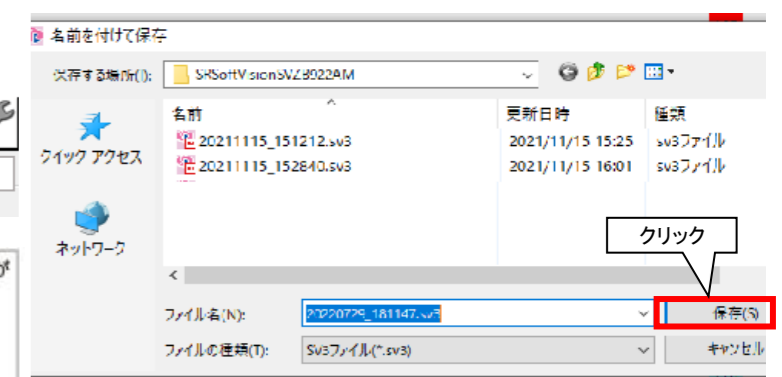 名前を付けて保存
保存する場所(I):
SRSoftVisionSVZB922AM
名前 更新日時 種類
20211115_151212.sv3 2021/11/15 15:25 sv3ファイル
20211115_152840.sv3 2021/11/15 16:01 sv3ファイル
クイック アクセス
ネットワーク
クリック
ファイル名(N): 20220729_181147.sv3 保存(S)
ファイルの種類(T): Sv3ファイル(*.sv3) キャンセル